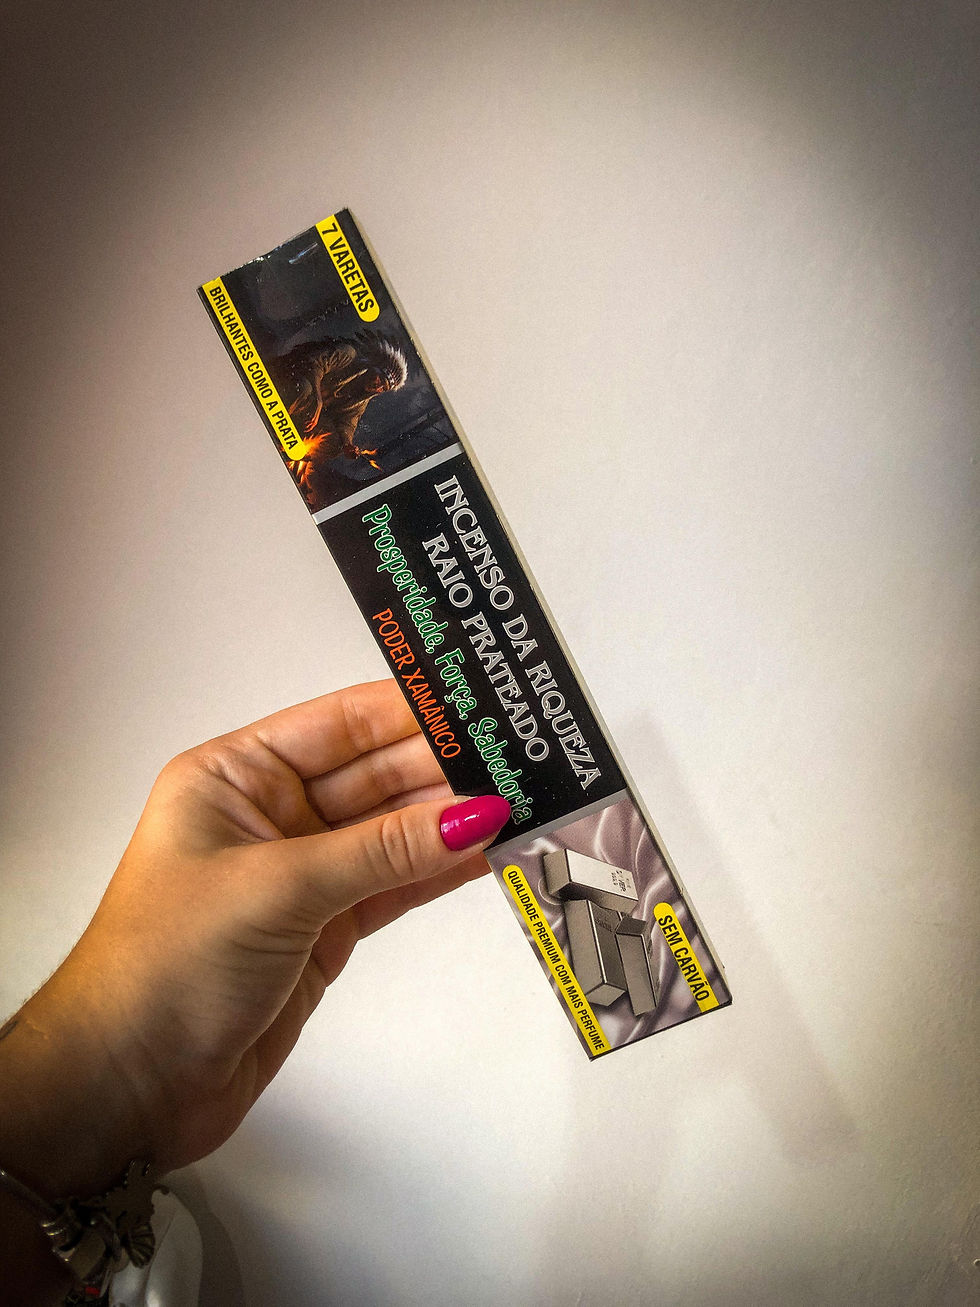 7 VARETAS
BRILHANTES COMO A PRATA
INCENSO DA RIQUEZA
RAIO PRATEADO
Prosperidade, Força, Sabedoria
PODER XAMÂNICO
SEM CARVÃO
QUALIDADE PREMIUM COM MAIS PERFUME